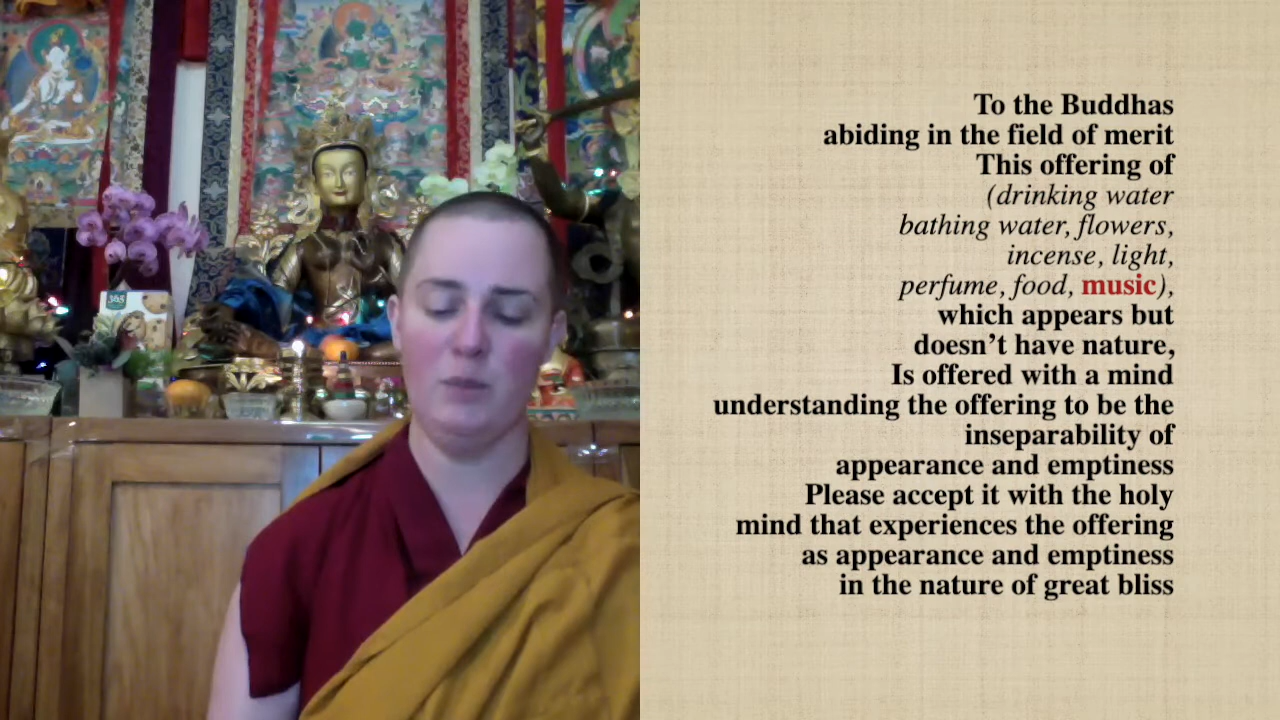 365
To the Buddhas
abiding in the field of merit
This offering of
(drinking water
bathing water, flowers,
incense, light,
perfume, food, music),
which appears but
doesn’t have nature,
Is offered with a mind
understanding the offering to be the
inseparability of
appearance and emptiness
Please accept it with the holy
mind that experiences the offering
as appearance and emptiness
in the nature of great bliss